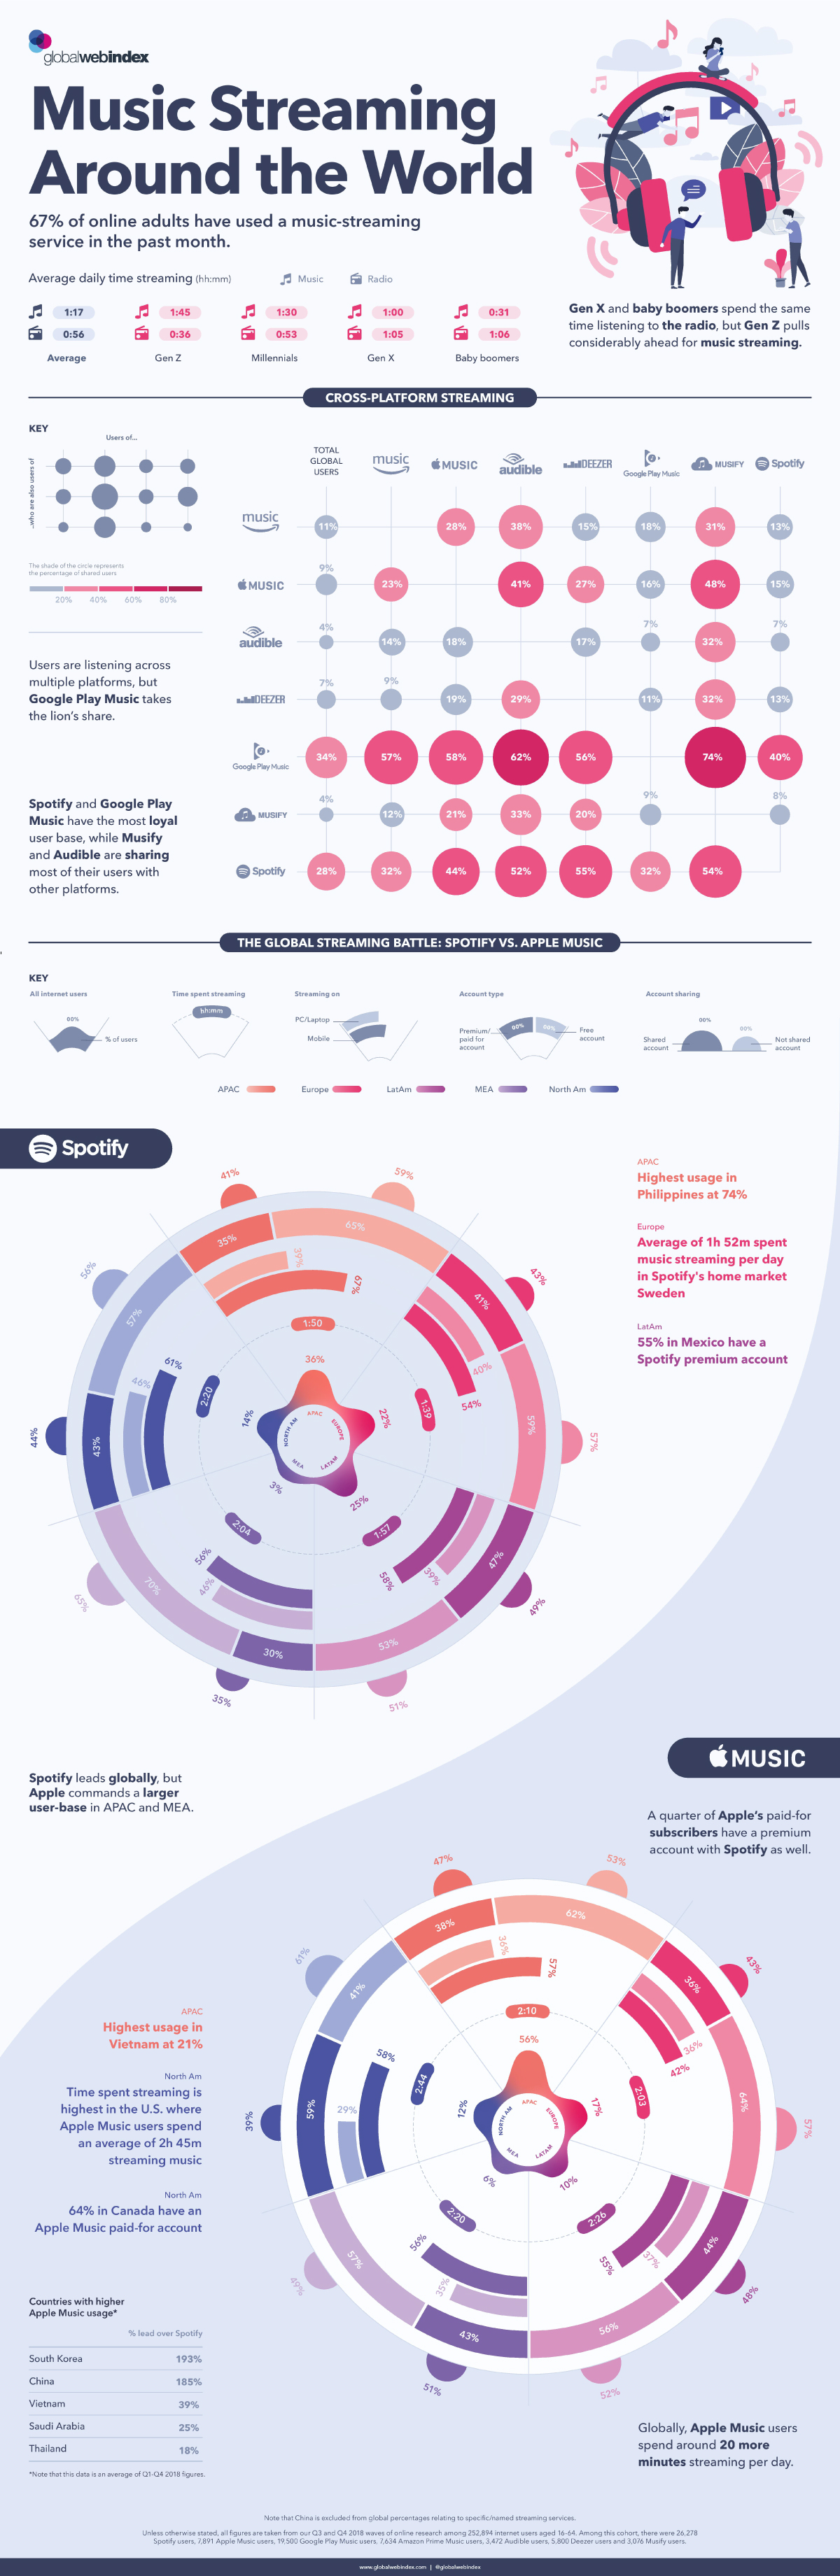 globalwebindex
Music Streaming
Around the World
67% of online adults have used a music-streaming
service in the past month.
Average daily time streaming (hh:mm)
Music
Radio
1:17
0:56
Average
1:45
0:36
Gen Z
1:30
0:53
Millennials
1:00
1:05
Gen X
0:31
1:06
Baby boomers
Gen X and baby boomers spend the same
time listening to the radio, but Gen Z pulls
considerably ahead for music streaming.
CROSS-PLATFORM STREAMING
KEY
Users of...
...who are also users of
The shade of the circle represents
the percentage of shared users
20% 40% 60% 80%
Users are listening across
multiple platforms, but
Google Play Music takes
the lion's share.
Spotify and Google Play
Music have the most loyal
user base, while Musify
and Audible are sharing
most of their users with
other platforms.
TOTAL
GLOBAL
USERS
music
amazon
MUSIC
audible
DEEZER
Google Play Music
MUSIFY
Spotify
music
amazon
11% 28% 38% 15% 18% 31% 13%
MUSIC
9% 23% 41% 27% 16% 48% 15%
audible
4% 14% 18% 17% 7% 32% 7%
DEEZER
7% 9% 19% 29% 11% 32% 13%
Google Play Music
34% 57% 58% 62% 56% 74% 40%
MUSIFY
4% 12% 21% 33% 20% 9% 8%
Spotify
28% 32% 44% 52% 55% 32% 54%
THE GLOBAL STREAMING BATTLE: SPOTIFY VS. APPLE MUSIC
KEY
All internet users
00%
% of users
Time spent streaming
hh:mm
Streaming on
PC/Laptop
Mobile
Account type
Premium/
paid for
account
00%
00%
Free
account
Account sharing
00%
00%
Shared
account
Not shared
account
APAC
Europe
LatAm
MEA
North Am
Spotify
APAC
Highest usage in
Philippines at 74%
Europe
Average of 1h 52m spent
music streaming per day
in Spotify's home market
Sweden
LatAm
55% in Mexico have a
Spotify premium account
41%
59%
35%
65%
39%
67%
1:50
36%
APAC
43%
57%
41%
59%
40%
54%
1:39
22%
EUROPE
49%
51%
47%
53%
39%
58%
1:57
25%
LATAM
35%
65%
30%
70%
46%
56%
2:04
3%
MEA
44%
56%
43%
57%
46%
61%
2:20
14%
NORTH AM
Spotify leads globally, but
Apple commands a larger
user-base in APAC and MEA.
MUSIC
A quarter of Apple's paid-for
subscribers have a premium
account with Spotify as well.
47%
53%
38%
62%
36%
57%
2:10
56%
APAC
43%
57%
36%
64%
36%
42%
2:03
17%
EUROPE
48%
52%
44%
56%
37%
55%
2:26
10%
LATAM
51%
49%
43%
57%
35%
56%
2:20
6%
MEA
39%
61%
59%
41%
29%
58%
2:44
12%
NORTH AM
APAC
Highest usage in
Vietnam at 21%
North Am
Time spent streaming is
highest in the U.S. where
Apple Music users spend
an average of 2h 45m
streaming music
North Am
64% in Canada have an
Apple Music paid-for account
Countries with higher
Apple Music usage*
% lead over Spotify
South Korea 193%
China 185%
Vietnam 39%
Saudi Arabia 25%
Thailand 18%
*Note that this data is an average of Q1-Q4 2018 figures.
Globally, Apple Music users
spend around 20 more
minutes streaming per day.
Note that China is excluded from global percentages relating to specific/named streaming services.
Unless otherwise stated, all figures are taken from our Q3 and Q4 2018 waves of online research among 252,894 internet users aged 16-64. Among this cohort, there were 26,278
Spotify users, 7,891 Apple Music users, 19,500 Google Play Music users, 7,634 Amazon Prime Music users, 3,472 Audible users, 5,800 Deezer users and 3,076 Musify users.
www.globalwebindex.com | @globalwebindex